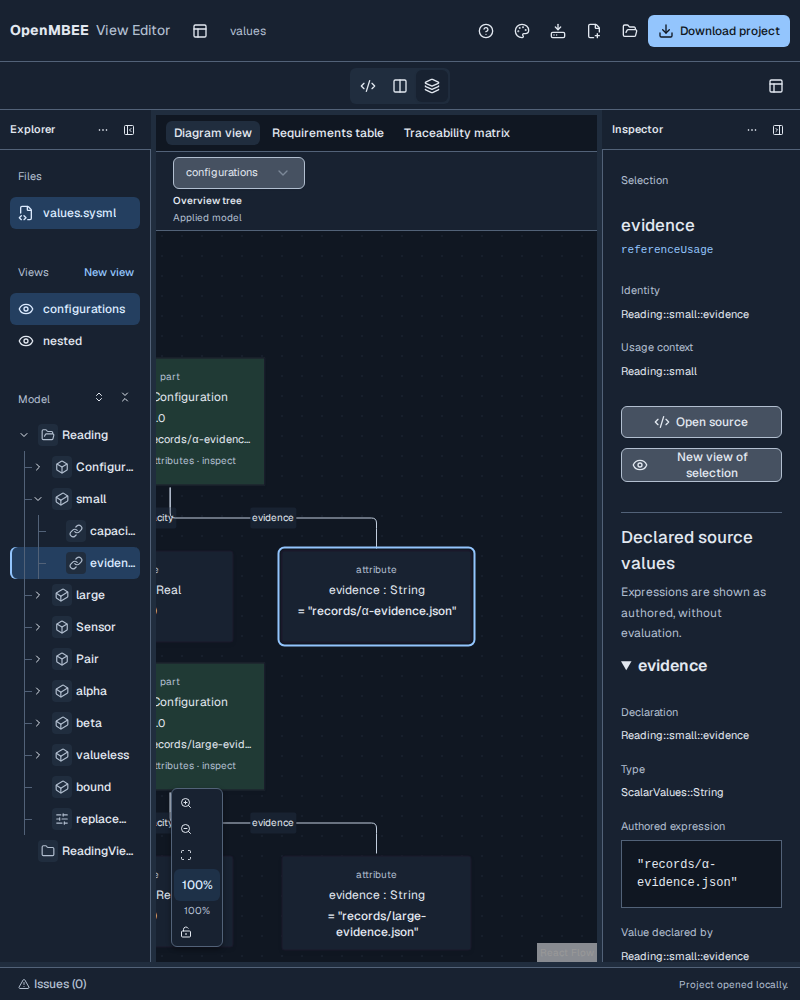 OpenMBEE View Editor values Download project
Explorer
Files
values.sysml
Views New view
configurations
nested
Model
Reading
Configur...
small
capaci...
eviden...
large
Sensor
Pair
alpha
beta
valueless
bound
replace...
ReadingVie...
Diagram view Requirements table Traceability matrix
configurations
Overview tree
Applied model
part
Configuration
.0
ecords/α-evidenc...
ttributes · inspect
acity evidence
Real
attribute
evidence : String
= "records/α-evidence.json"
part
Configuration
.0
ecords/large-evid...
ttributes · inspect
acity evidence
Re
attribute
evidence : String
= "records/large-
evidence.json"
100%
100%
React Flow
Inspector
Selection
evidence
referenceUsage
Identity
Reading::small::evidence
Usage context
Reading::small
Open source
New view of
selection
Declared source
values
Expressions are shown as
authored, without
evaluation.
evidence
Declaration
Reading::small::evidence
Type
ScalarValues::String
Authored expression
"records/α-
evidence.json"
Value declared by
Reading::small::evidence
Issues (0) Project opened locally.